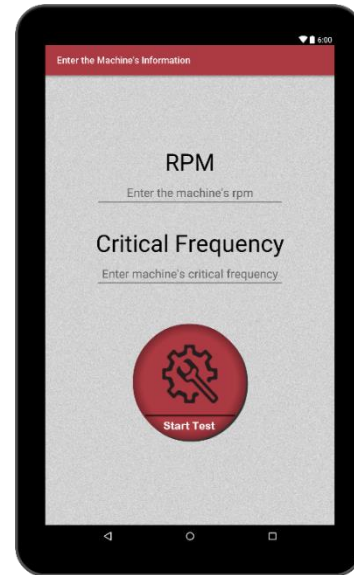 6:00
Enter the Machine's Information
RPM
Enter the machine's rpm
Critical Frequency
Enter machine's critical frequency
Start Test